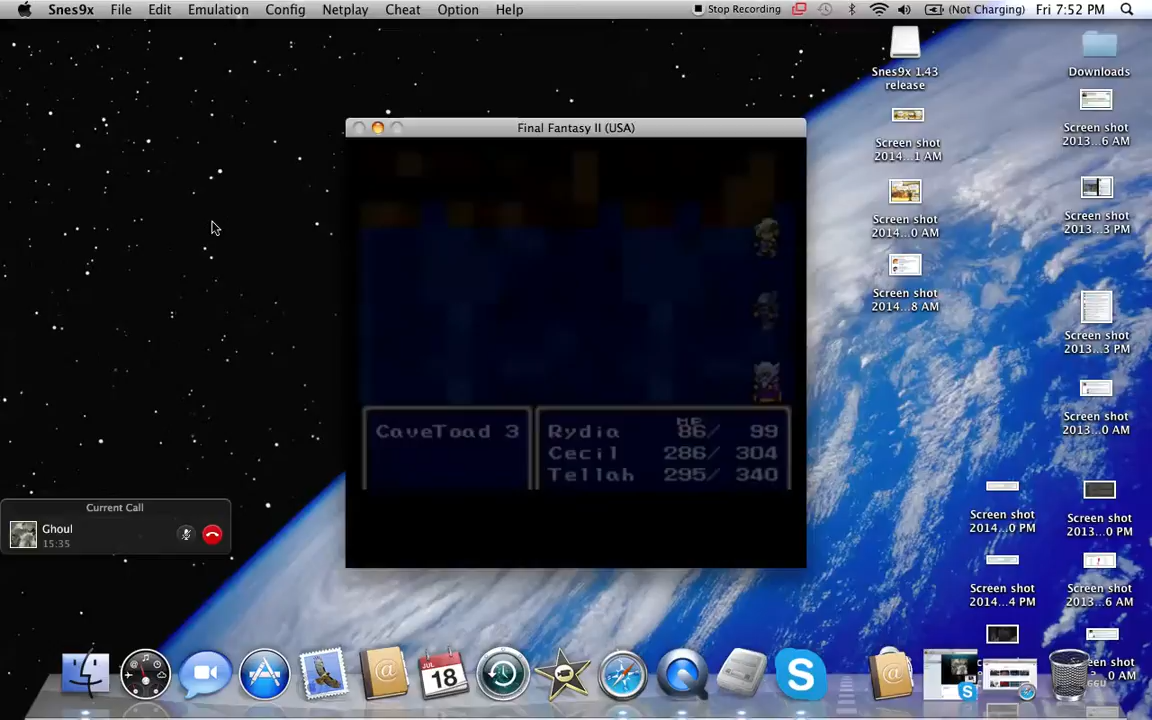 Snes9x File Edit Emulation Config Netplay Cheat Option Help Stop Recording (Not Charging) Fri 7:52 PM
Snes9x 1.43
release
Downloads
Screen shot
2014...1 AM
Screen shot
2013...6 AM
Final Fantasy II (USA)
Screen shot
2014...0 AM
Screen shot
2013...3 PM
Screen shot
2014...8 AM
Screen shot
2013...3 PM
Screen shot
2013...0 AM
CaveToad 3
Rydia 86/ 99
Cecil 286/ 304
Tellah 295/ 340
Current Call
Ghoul
15:35
Screen shot
2014...0 PM
Screen shot
2013...0 PM
Screen shot
2014...4 PM
Screen shot
2013...6 AM
JUL
18